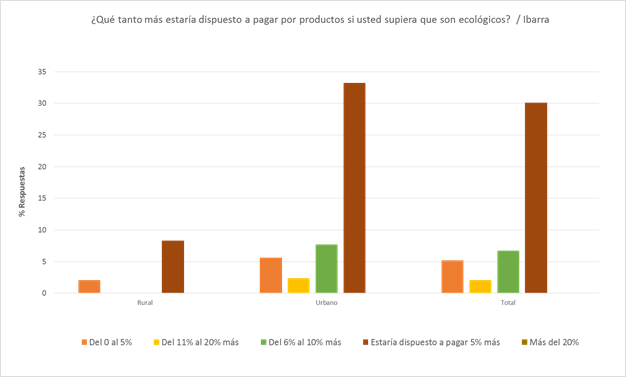 ¿Qué tanto más estaría dispuesto a pagar por productos si usted supiera que son ecológicos? / Ibarra
35
30
25
20
15
10
5
0
% Respuestas
Rural Urbano Total
Del 0 al 5% Del 11% al 20% más Del 6% al 10% más Estaría dispuesto a pagar 5% más Más del 20%